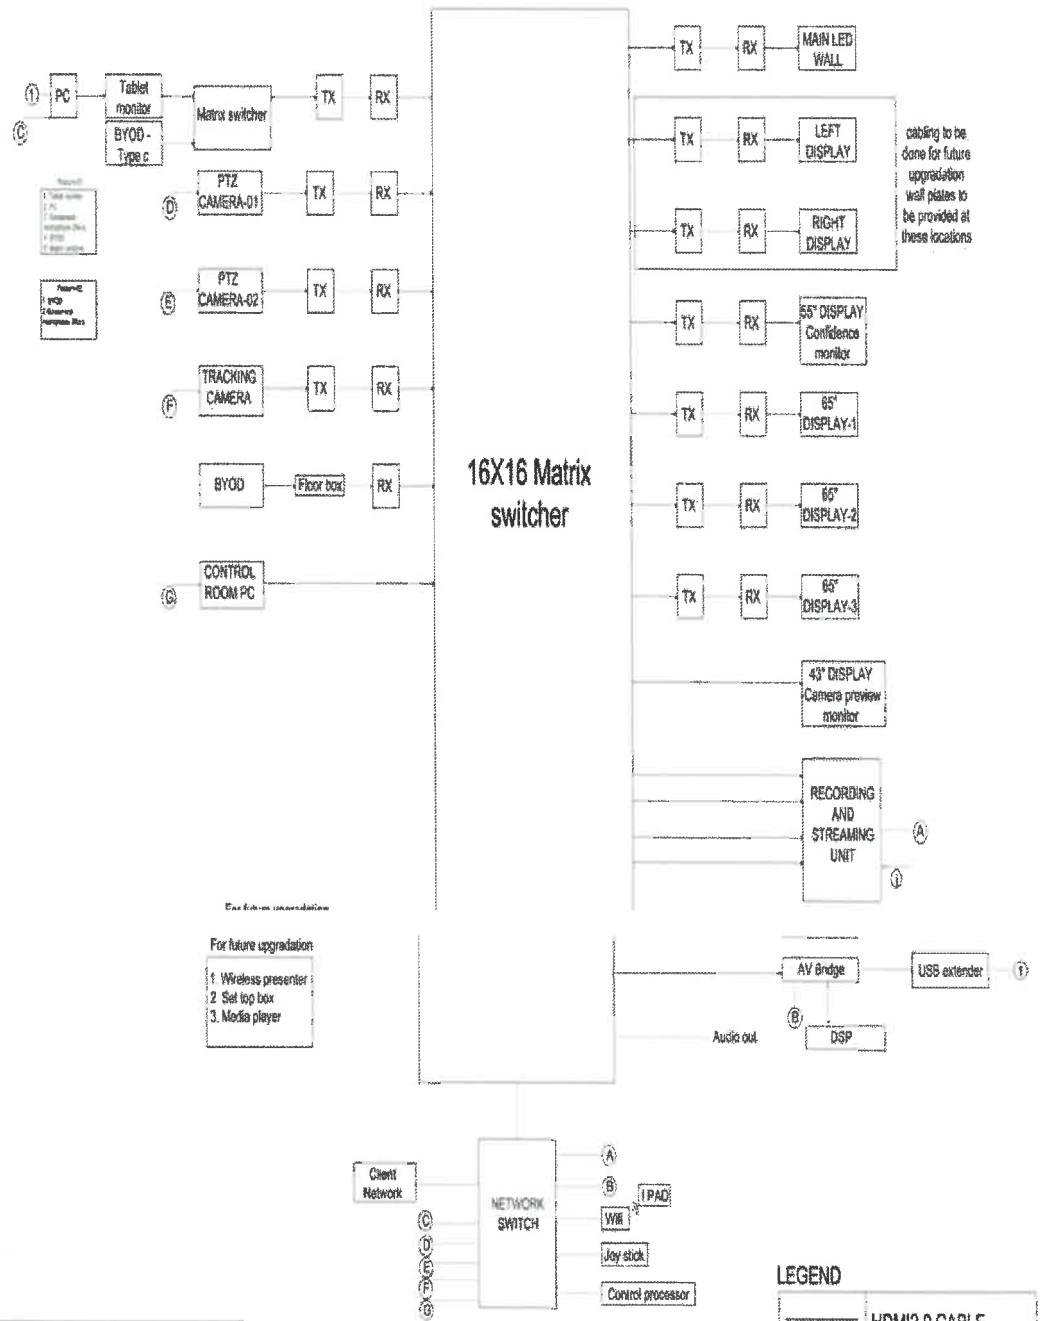 16X16 Matrix
switcher
1
PC
C
Tablet
monitor
BYOD -
Type c
Matrix switcher
TX
RX
D
PTZ
CAMERA-01
TX
RX
E
PTZ
CAMERA-02
TX
RX
F
TRACKING
CAMERA
TX
RX
BYOD
Floor box
RX
G
CONTROL
ROOM PC
TX
RX
MAIN LED
WALL
TX
RX
LEFT
DISPLAY
TX
RX
RIGHT
DISPLAY
cabling to be
done for future
upgradation
wall plates to
be provided at
these locations
TX
RX
55" DISPLAY
Confidence
monitor
TX
RX
65"
DISPLAY-1
TX
RX
65"
DISPLAY-2
TX
RX
65"
DISPLAY-3
43" DISPLAY
Camera preview
monitor
RECORDING
AND
STREAMING
UNIT
A
For future upgradation
For future upgradation
1. Wireless presenter
2 Set top box
3. Media player
AV Bridge
USB extender
1
B
DSP
Audio out
Client
Network
NETWORK
SWITCH
A
B
Wifi
I PAD
Joy stick
Control processor
C
D
E
F
G
LEGEND
HDMI2.0 CABLE